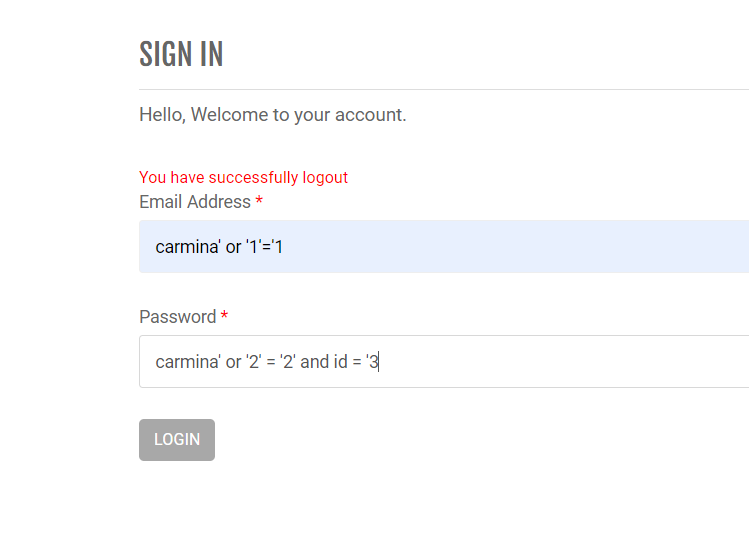 SIGN IN
Hello, Welcome to your account.
You have successfully logout
Email Address *
carmina' or '1'='1
Password *
carmina' or '2' = '2' and id = '3
LOGIN